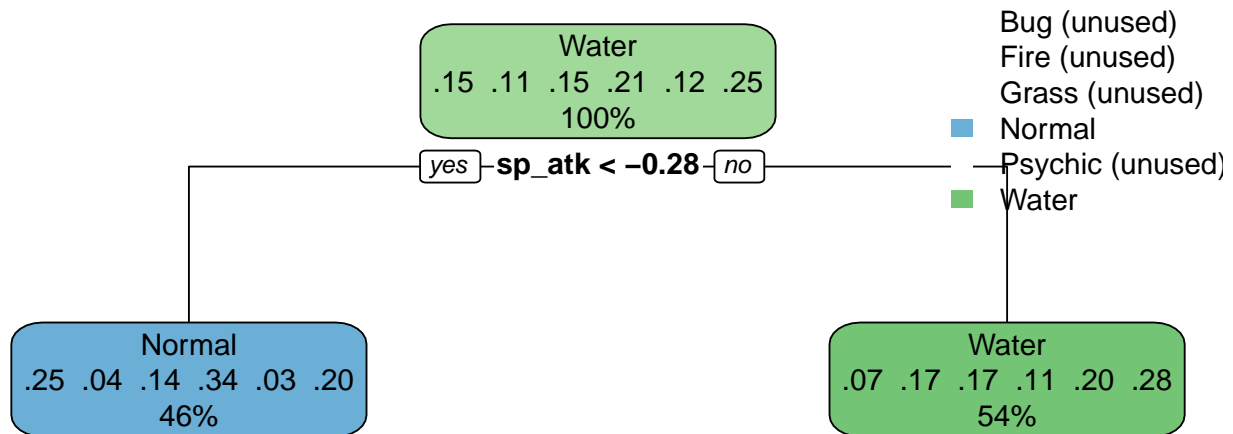 Water
.15 .11 .15 .21 .12 .25
100%
yes sp_atk < −0.28 no
Bug (unused)
Fire (unused)
Grass (unused)
Normal
Psychic (unused)
Water
Normal
.25 .04 .14 .34 .03 .20
46%
Water
.07 .17 .17 .11 .20 .28
54%